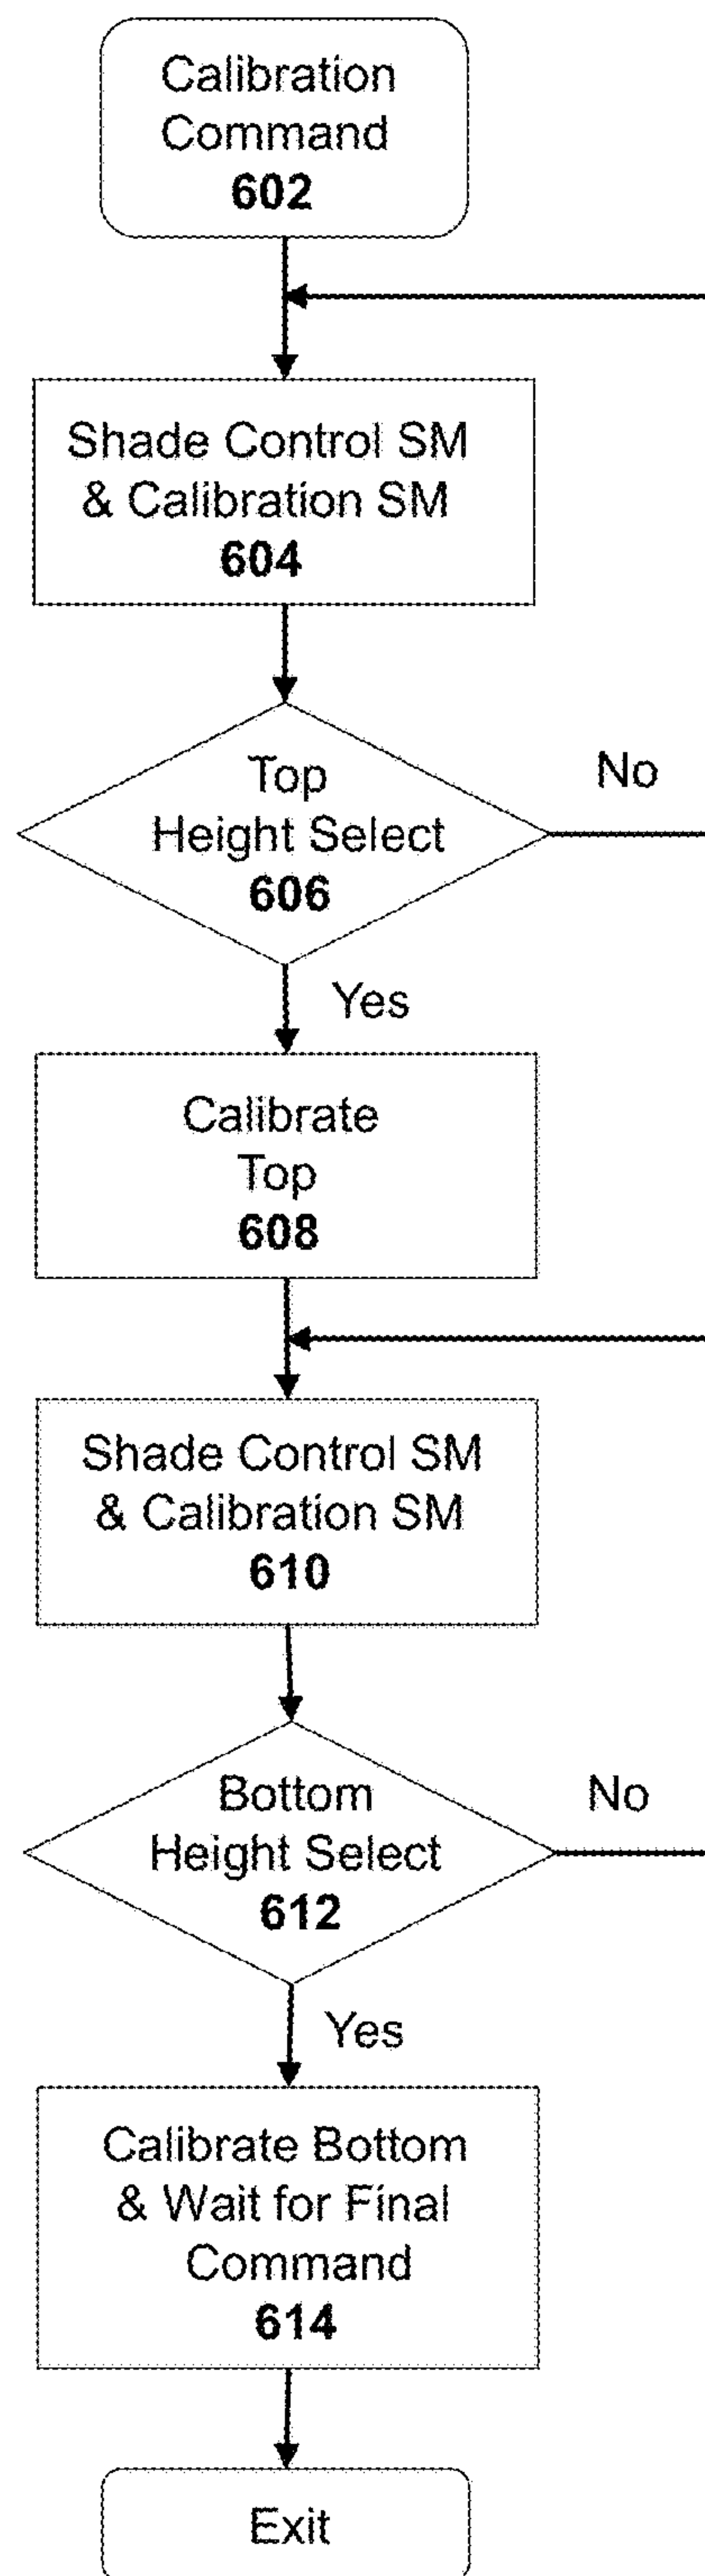 Calibration
Command
602
Shade Control SM
& Calibration SM
604
Top
Height Select
606
No
Yes
Calibrate
Top
608
Shade Control SM
& Calibration SM
610
Bottom
Height Select
612
No
Yes
Calibrate Bottom
& Wait for Final
Command
614
Exit